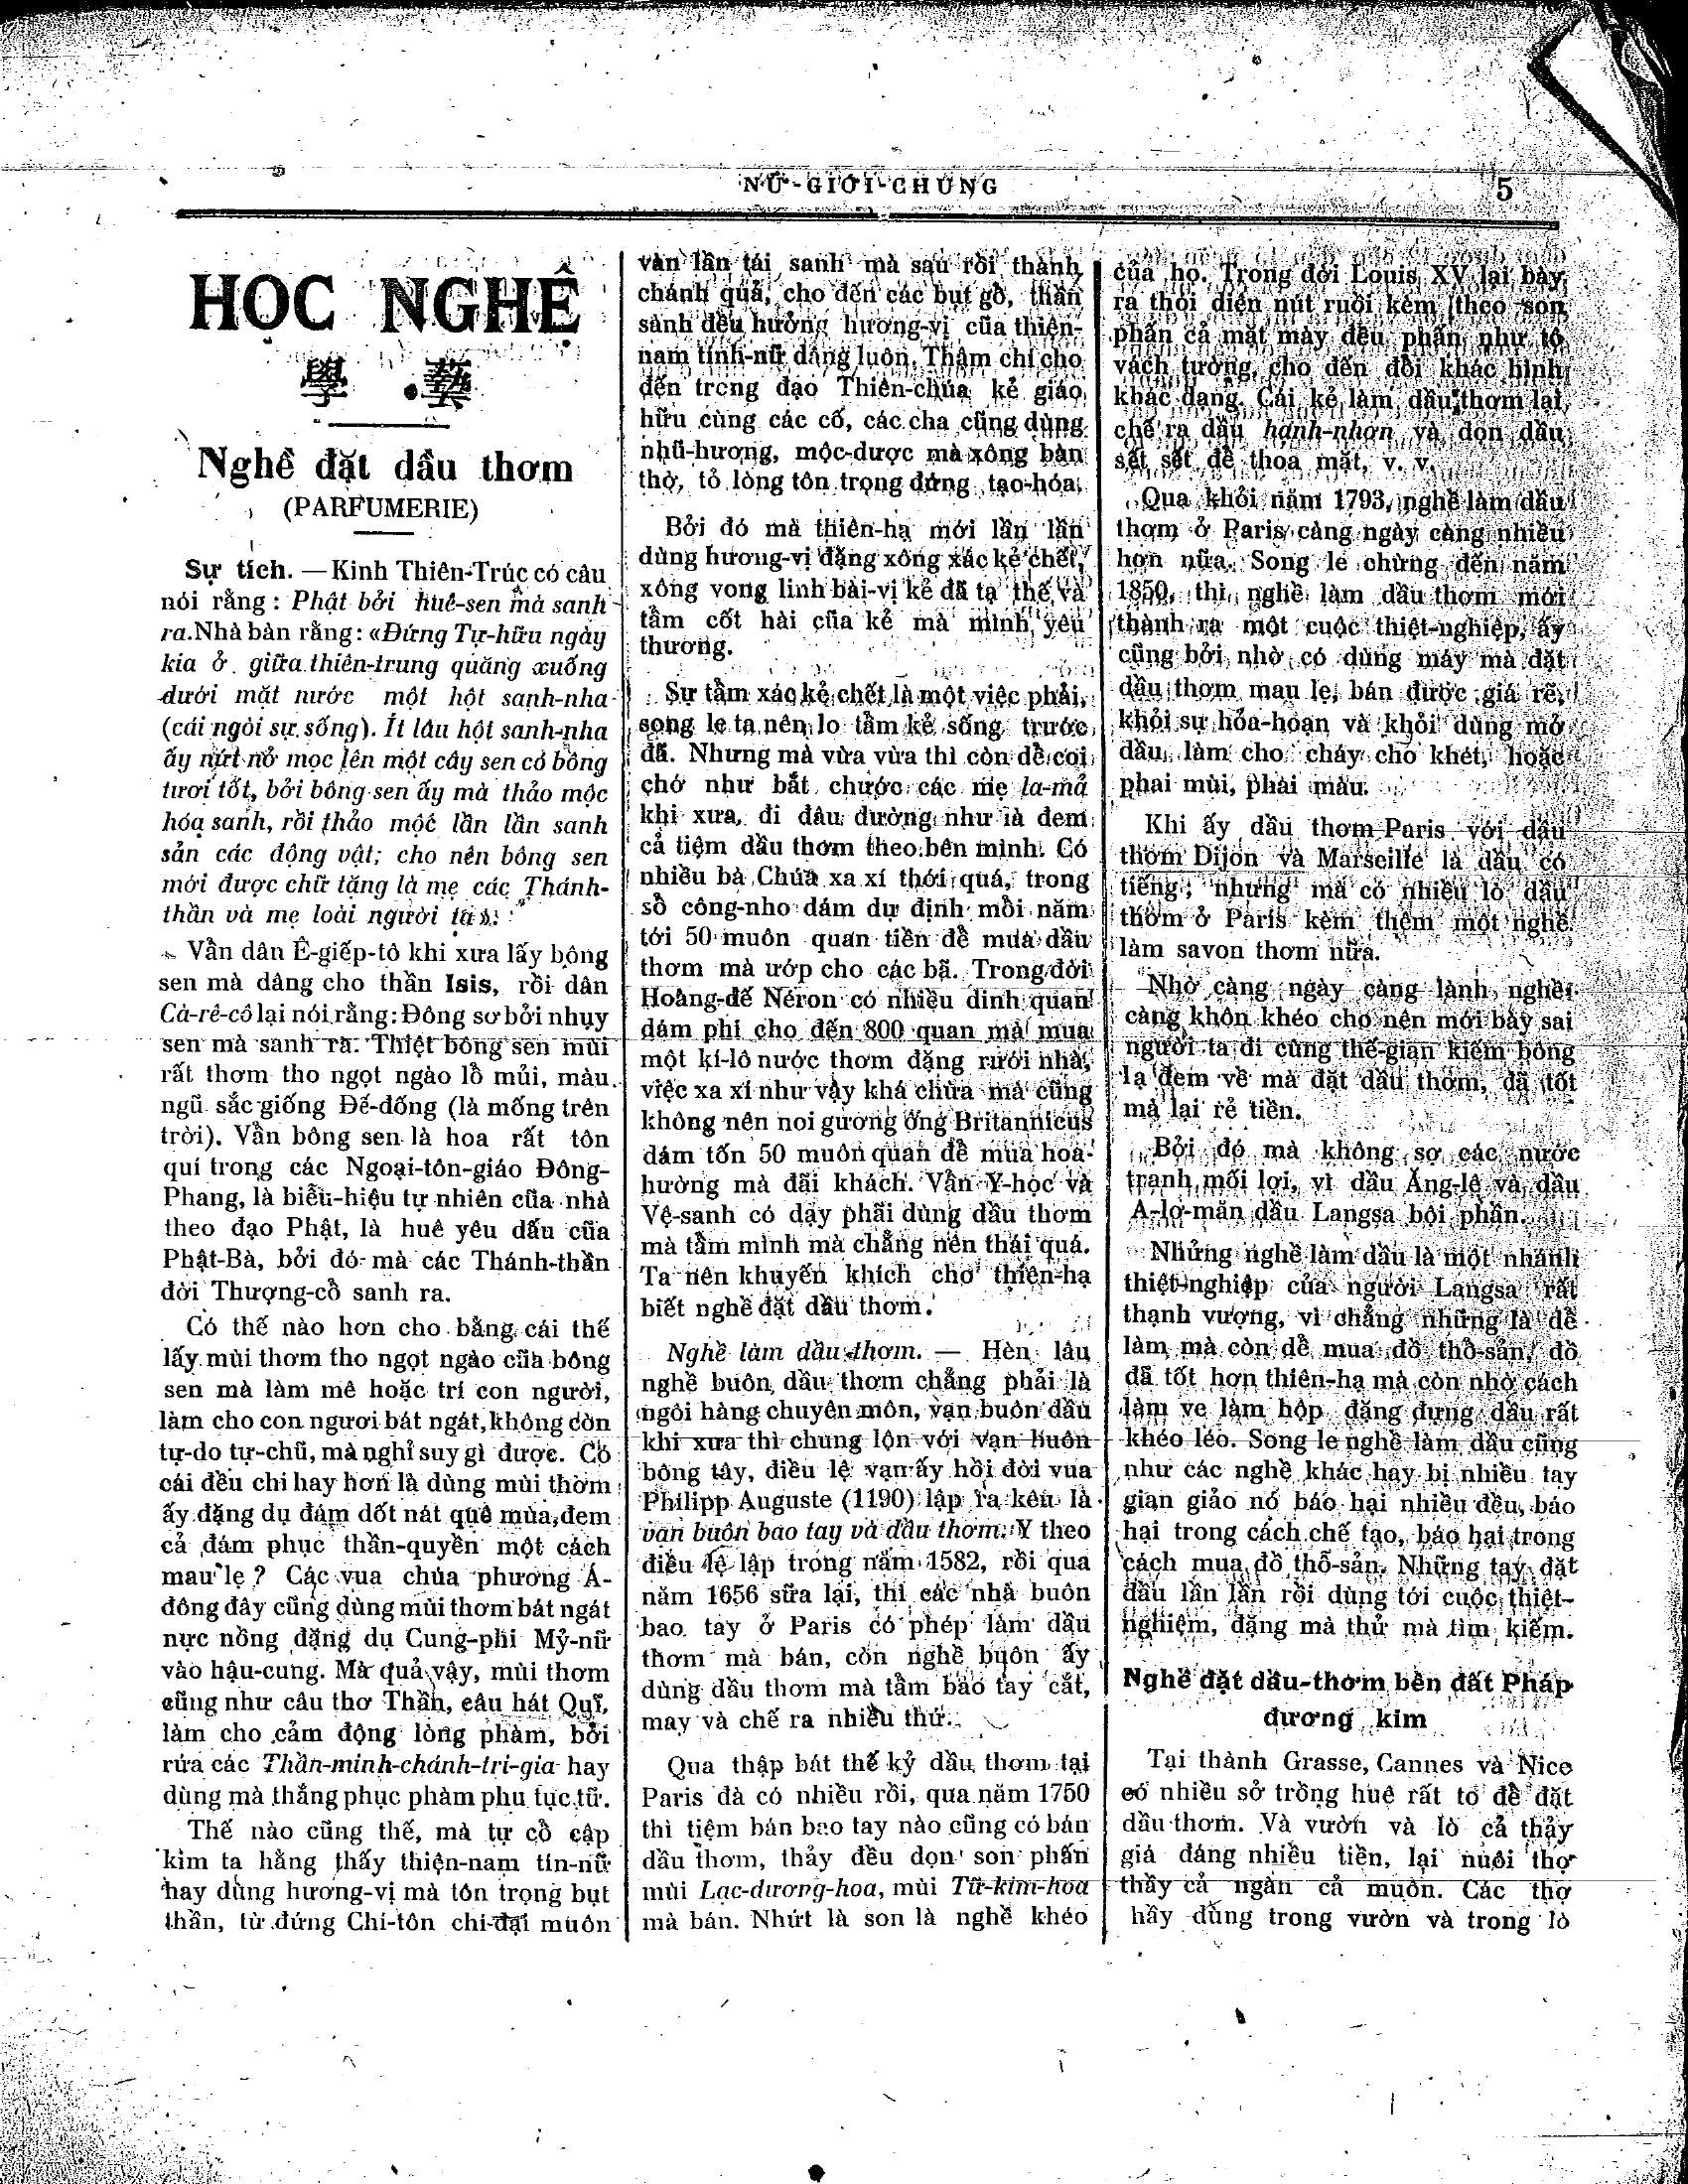 NỮ-GIỚI-CHUNG
5
HỌC NGHỆ
學 藝
Nghề đặt dầu thơm
(PARFUMERIE)
Sự tích. — Kinh Thiên-Trúc có câu
nói rằng : Phật bởi huê-sen mà sanh
ra. Nhà bàn rằng : «Đứng Tự-hữu ngày
kia ở giữa thiên-trung quăng xuống
dưới mặt nước một hột sanh-nha
(cái ngòi sự sống). Ít lâu hột sanh-nha
ấy nứt nở mọc lên một cây sen có bông
tươi tốt, bởi bông sen ấy mà thảo mộc
hóa sanh, rồi thảo mộc lần lần sanh
sản các động vật; cho nên bông sen
mới được chữ tặng là mẹ các Thánh-
thần và mẹ loài người ta».
Vẫn dân Ê-giếp-tô khi xưa lấy bông
sen mà dâng cho thần Isis, rồi dân
Cà-rê-cô lại nói rằng: Đông sơ bởi nhụy
sen mà sanh ra. Thiệt bông sen mùi
rất thơm tho ngọt ngào lỗ mủi, màu
ngũ sắc giống Đế-đống (là mống trên
trời). Vẫn bông sen là hoa rất tôn
quí trong các Ngoại-tôn-giáo Đông-
Phang, là biểu-hiệu tự nhiên của nhà
theo đạo Phật, là huê yêu dấu của
Phật-Bà, bởi đó mà các Thánh-thần
đời Thượng-cổ sanh ra.
Có thế nào hơn cho bằng cái thế
lấy mùi thơm tho ngọt ngào của bông
sen mà làm mê hoặc trí con người,
làm cho con ngươi bát ngát, không còn
tự-do tự-chũ, mà nghỉ suy gì được. Có
cái đều chi hay hơn là dùng mùi thơm
ấy đặng dụ đám dốt nát quê mùa, đem
cả đám phục thần-quyền một cách
mau lẹ ? Các vua chúa phương Á-
đông đây cũng dùng mùi thơm bát ngát
nực nồng đặng dụ Cung-phi Mỷ-nữ
vào hậu-cung. Mà quả vậy, mùi thơm
cũng như câu thơ Thần, câu hát Quĩ,
làm cho cảm động lòng phàm, bởi
rứa các Thần-minh-chánh-trị-gia hay
dùng mà thắng phục phàm phu tục tữ.
Thế nào cũng thế, mà tự cổ cập
kim ta hằng thấy thiện-nam tín-nữ
hay dùng hương-vị mà tôn trọng bụt
thần, từ đứng Chí-tôn chí-đại muôn
vàn lần tái sanh mà sau rồi thành
chánh quả, cho đến các bụt gỗ, thần
sành đều hưởng hương-vị của thiện-
nam tính-nữ dâng luôn. Thậm chí cho
đến trong đạo Thiên-chúa kẻ giáo
hữu cùng các cố, các cha cũng dùng
nhũ-hương, mộc-dược mà xông bàn
thờ, tỏ lòng tôn trọng đứng tạo-hóa.
Bởi đó mà thiên-hạ mới lần lần
dùng hương-vị đặng xông xác kẻ chết,
xông vong linh bài-vị kẻ đã tạ thế và
tẩm cốt hài của kẻ mà mình yêu
thương.
Sự tẩm xác kẻ chết là một việc phải,
song le ta nên lo tẩm kẻ sống trước
đã. Nhưng mà vừa vừa thì còn dễ coi
chớ như bắt chước các mẹ la-mả
khi xưa, đi đâu dường như là đem
cả tiệm dầu thơm theo bên mình. Có
nhiều bà Chúa xa xí thới quá, trong
sổ công-nho dám dự định mỗi năm
tới 50 muôn quan tiền để mua dầu
thơm mà ướp cho các bã. Trong đời
Hoàng-đế Néron có nhiều dinh quan
dám phí cho đến 800 quan mà mua
một kí-lô nước thơm đặng rưới nhà,
việc xa xí như vậy khá chừa mà cũng
không nên noi gương ông Britannicus
dám tốn 50 muôn quan để mua hoa-
hường mà đãi khách. Vẫn Y-học và
Vệ-sanh có dạy phải dùng dầu thơm
mà tắm mình mà chẳng nên thái quá.
Ta nên khuyến khích cho thiện-hạ
biết nghề đặt dầu thơm.
Nghề làm dầu thơm. — Hèn lâu
nghề buôn dầu thơm chẳng phải là
ngôi hàng chuyên môn, vạn buôn dầu
khi xưa thì chung lộn với vạn buôn
bông tây, điều lệ vạn ấy hồi đời vua
Philipp Auguste (1190) lập ra kêu là
vạn buôn bao tay và dầu thơm. Y theo
điều lệ lập trong năm 1582, rồi qua
năm 1656 sữa lại, thì các nhà buôn
bao tay ở Paris có phép làm dầu
thơm mà bán, còn nghề buôn ấy
dùng dầu thơm mà tẩm bao tay cắt,
may và chế ra nhiều thứ.
Qua thập bát thế kỷ dầu thơm tại
Paris đà có nhiều rồi, qua năm 1750
thì tiệm bán bao tay nào cũng có bán
dầu thơm, thảy đều dọn son phấn
mùi Lạc-dương-hoa, mùi Tữ-kim-hoa
mà bán. Nhứt là son là nghề khéo
của họ. Trong đời Louis XV lại bày
ra thói diện nút ruồi kèm theo son
phấn cả mặt mày đều phấn như tô
vách tường, cho đến đổi khác hình
khác dạng. Cái kẻ làm dầu thơm lại
chế ra dầu hạnh-nhơn và dọn dầu
sết sết để thoa mặt, v. v.
Qua khỏi năm 1793, nghề làm dầu
thơm ở Paris càng ngày càng nhiều
hơn nữa. Song le chừng đến năm
1850, thì nghề làm dầu thơm mới
thành ra một cuộc thiệt-nghiệp, ấy
cũng bởi nhờ có dùng máy mà đặt
dầu thơm mau lẹ, bán được giá rẽ,
khỏi sự hỏa-hoạn và khỏi dùng mở
dầu, làm cho cháy cho khét, hoặc
phai mùi, phai màu.
Khi ấy dầu thơm Paris với dầu
thơm Dijon và Marseille là dầu có
tiếng ; nhưng mà có nhiều lò dầu
thơm ở Paris kèm thêm một nghề
làm savon thơm nữa.
Nhờ càng ngày càng lành nghề
càng khôn khéo cho nên mới bày sai
người ta đi cùng thế-gian kiếm bông
lạ đem về mà đặt dầu thơm, đã tốt
mà lại rẻ tiền.
Bởi đó mà không sợ các nước
tranh mối lợi, vì dầu Ăng-lê và dầu
A-lơ-măn dầu Langsa bội phần.
Những nghề làm dầu là một nhánh
thiệt-nghiệp của người Langsa rất
thạnh vượng, vì chẳng những là dễ
làm mà còn dể mua đồ thổ-sản, đồ
đã tốt hơn thiên-hạ mà còn nhờ cách
làm ve làm hộp đặng đựng dầu rất
khéo léo. Song le nghề làm dầu cũng
như các nghề khác hay bị nhiều tay
gian giảo nó báo hại nhiều đều, báo
hại trong cách chế tạo, báo hại trong
cách mua đồ thổ-sản. Những tay đặt
dầu lần lần rồi dùng tới cuộc thiệt-
nghiệm, đặng mà thử mà tìm kiếm.
Nghề đặt dầu-thơm bên đất Pháp
đương kim
Tại thành Grasse, Cannes và Nice
có nhiều sở trồng huê rất to để đặt
dầu thơm. Và vườn và lò cả thảy
giá đáng nhiều tiền, lại nuôi thợ
thầy cả ngàn cả muôn. Các thợ
hầy dùng trong vườn và trong lò